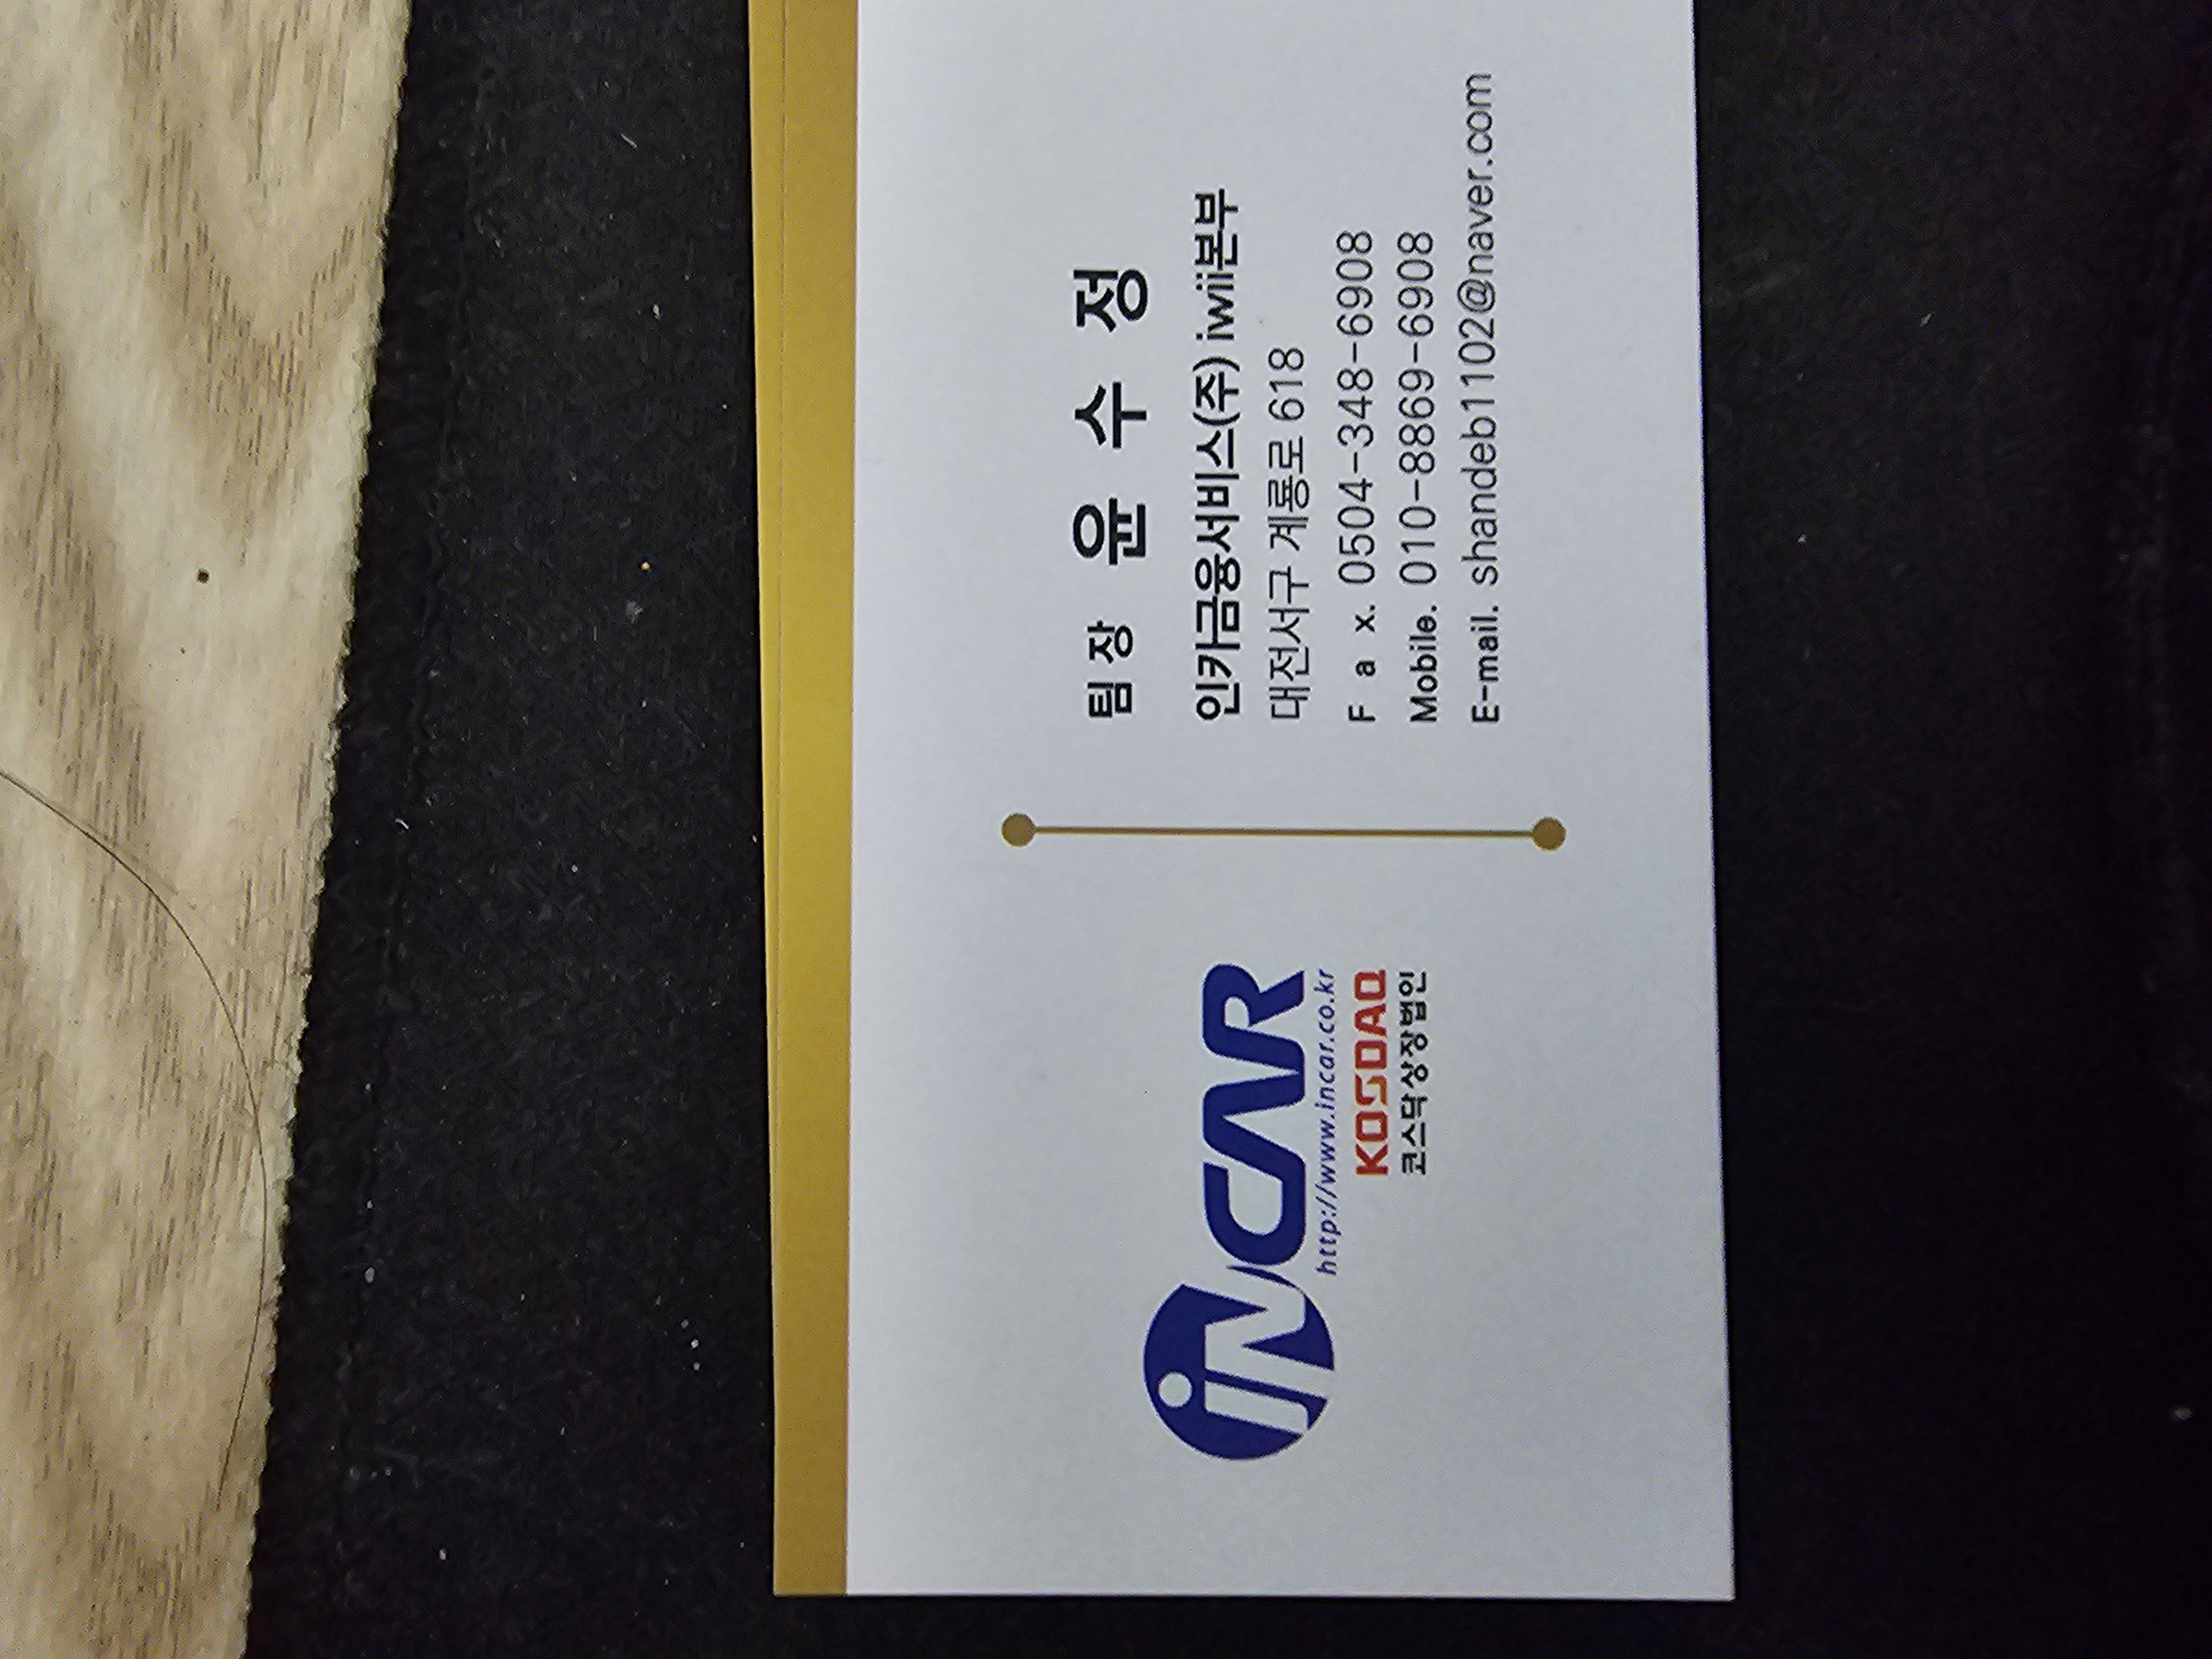 iNCAR
http://www.incar.co.kr
KOSDAQ
코스닥상장법인
팀장 윤 수 정
인카금융서비스(주) iwii본부
대전서구 계룡로 618
F a x. 0504-348-6908
Mobile. 010-8869-6908
E-mail. shandeb1102@naver.com